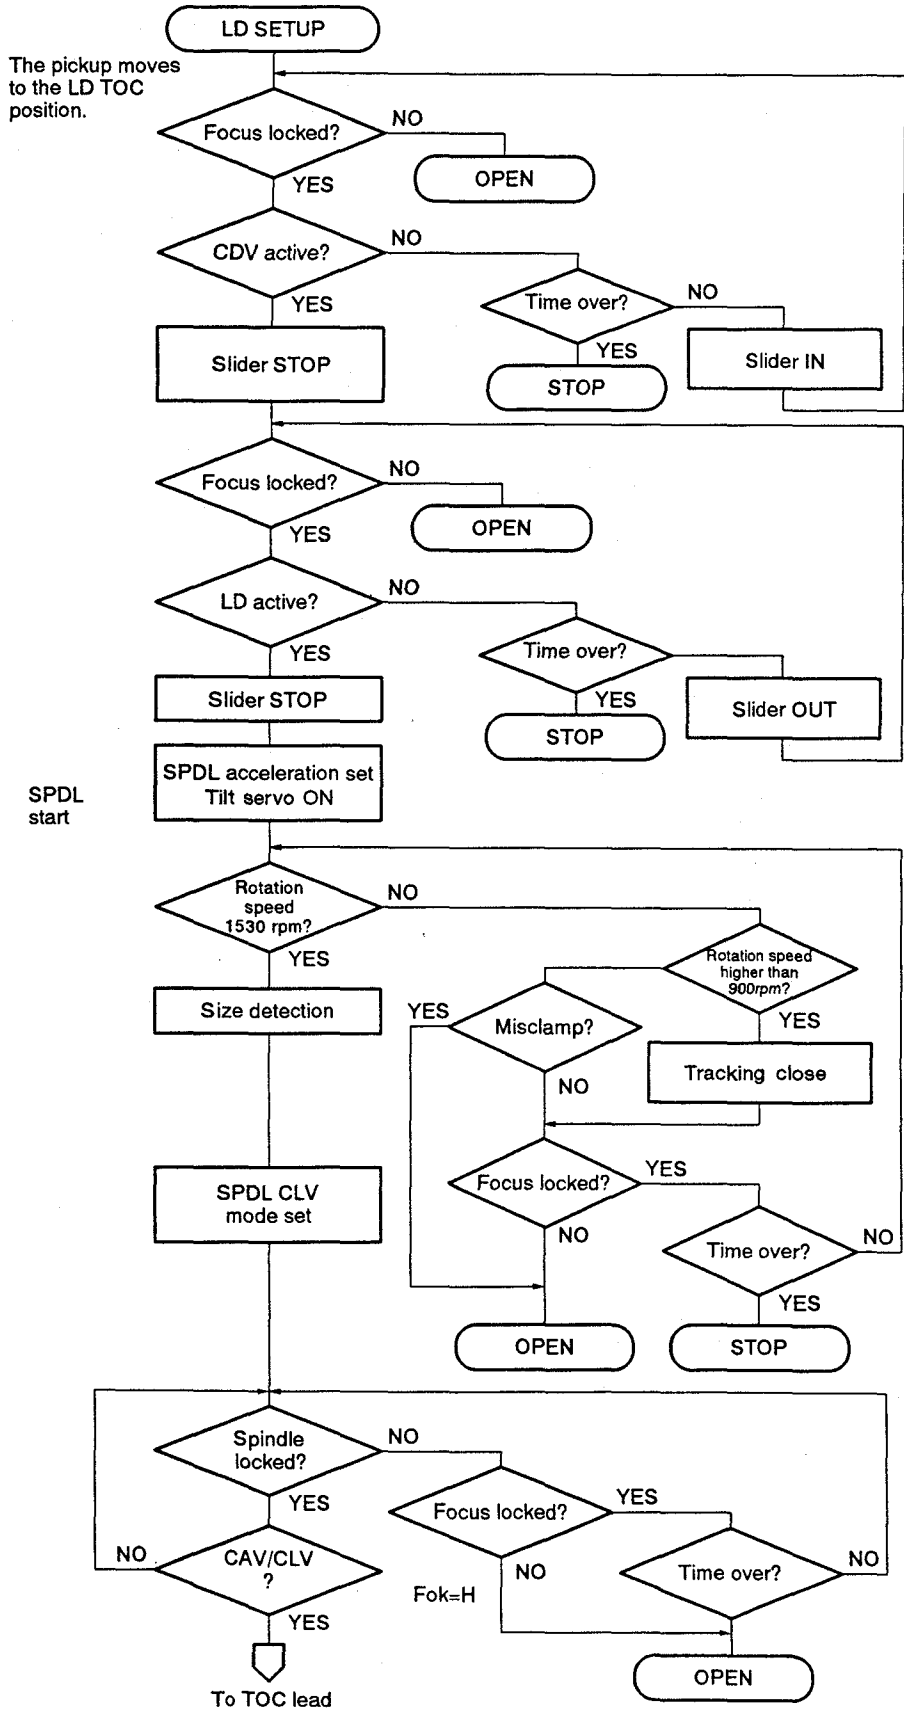 LD SETUP
The pickup moves
to the LD TOC
position.
Focus locked?
NO
OPEN
YES
CDV active?
NO
Time over?
NO
YES
YES
Slider STOP
STOP
Slider IN
Focus locked?
NO
OPEN
YES
LD active?
NO
Time over?
YES
YES
Slider STOP
STOP
Slider OUT
SPDL
start
SPDL acceleration set
Tilt servo ON
Rotation
speed
1530 rpm?
NO
YES
Rotation speed
higher than
900rpm?
YES
Size detection
YES
Misclamp?
NO
Tracking close
Focus locked?
YES
NO
SPDL CLV
mode set
Time over?
NO
YES
OPEN
STOP
Spindle
locked?
NO
YES
Focus locked?
YES
NO
NO
CAV/CLV
?
YES
Fok=H
Time over?
NO
OPEN
To TOC lead